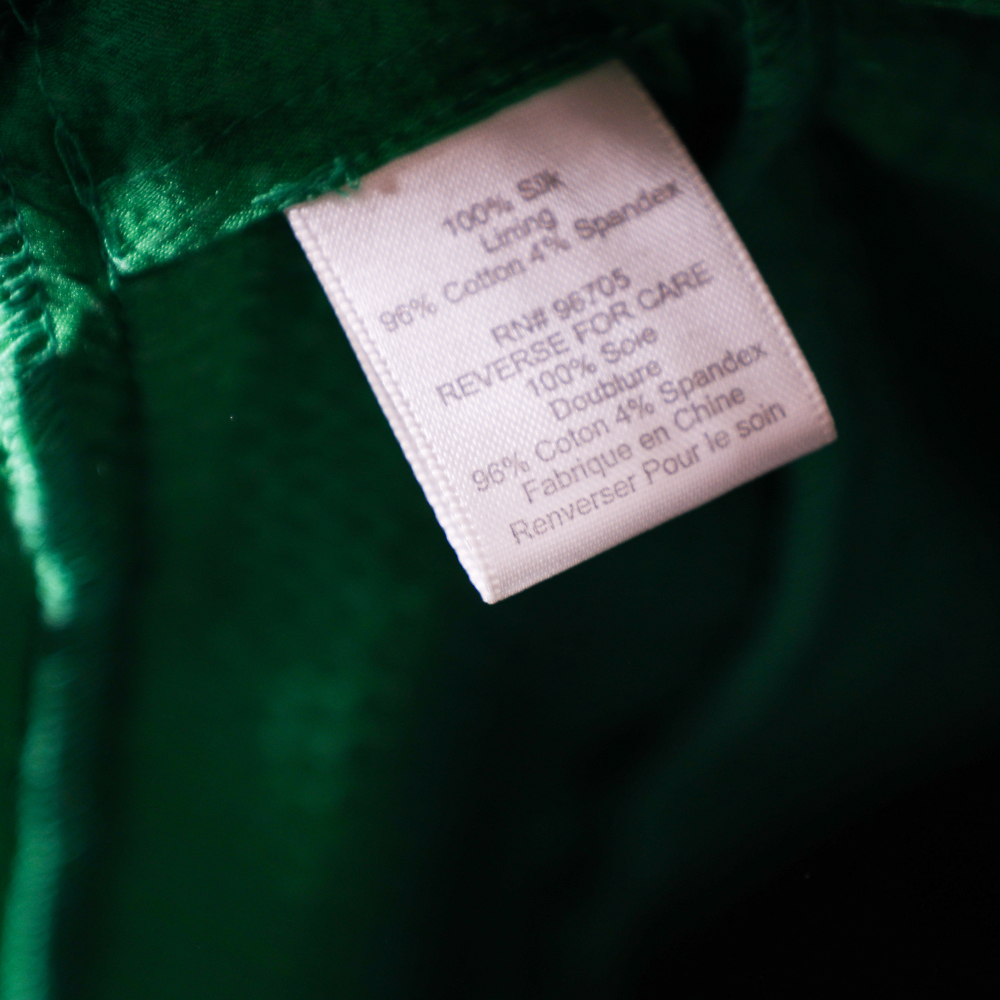 100% Silk
Lining
96% Cotton 4% Spandex
RN# 96705
REVERSE FOR CARE
100% Soie
Doublure
96% Coton 4% Spandex
Fabrique en Chine
Renverser Pour le soin